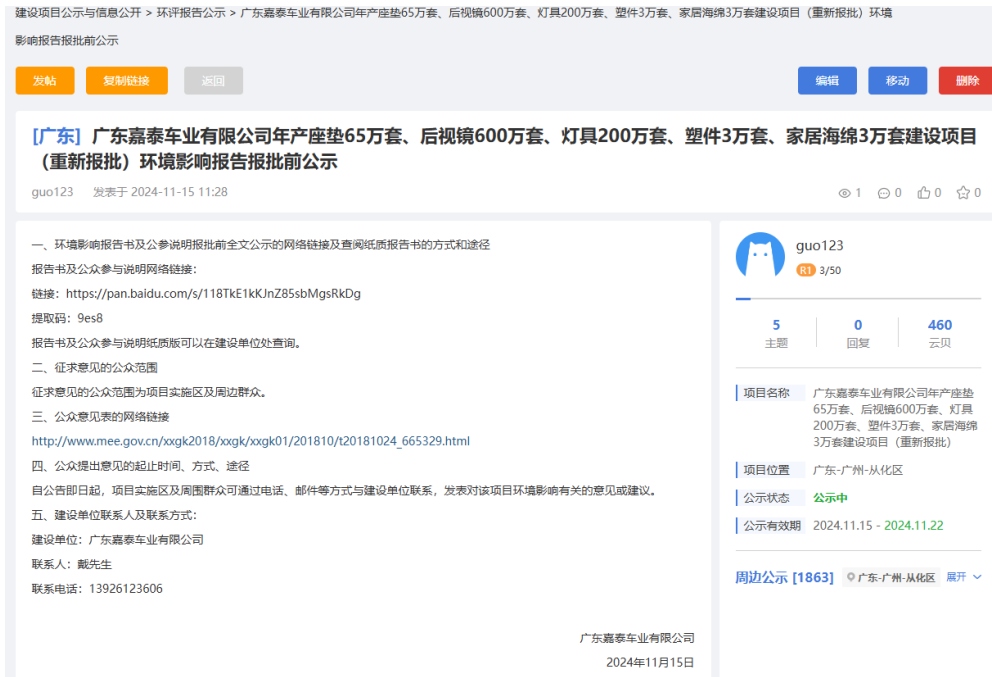 建设项目公示与信息公开 > 环评报告公示 > 广东嘉泰车业有限公司年产座垫65万套、后视镜600万套、灯具200万套、塑件3万套、家居海绵3万套建设项目（重新报批）环境
影响报告报批前公示
发帖 复制链接 返回 编辑 移动 删除
[广东] 广东嘉泰车业有限公司年产座垫65万套、后视镜600万套、灯具200万套、塑件3万套、家居海绵3万套建设项目
（重新报批）环境影响报告报批前公示
guo123 发表于 2024-11-15 11:28 1 0 0 0
一、环境影响报告书及公参说明报批前全文公示的网络链接及查阅纸质报告书的方式和途径
报告书及公众参与说明网络链接：
链接：https://pan.baidu.com/s/118TkE1kKJnZ85sbMgsRkDg
提取码：9es8
报告书及公众参与说明纸质版可以在建设单位处查询。
二、征求意见的公众范围
征求意见的公众范围为项目实施区及周边群众。
三、公众意见表的网络链接
http://www.mee.gov.cn/xxgk2018/xxgk/xxgk01/201810/t20181024_665329.html
四、公众提出意见的起止时间、方式、途径
自公告即日起，项目实施区及周围群众可通过电话、邮件等方式与建设单位联系，发表对该项目环境影响有关的意见或建议。
五、建设单位联系人及联系方式：
建设单位：广东嘉泰车业有限公司
联系人：戴先生
联系电话：13926123606
广东嘉泰车业有限公司
2024年11月15日
guo123
R1 3/50
5 0 460
主题 回复 云贝
项目名称 广东嘉泰车业有限公司年产座垫
65万套、后视镜600万套、灯具
200万套、塑件3万套、家居海绵
3万套建设项目（重新报批）
项目位置 广东-广州-从化区
公示状态 公示中
公示有效期 2024.11.15 - 2024.11.22
周边公示 [1863] 广东-广州-从化区 展开